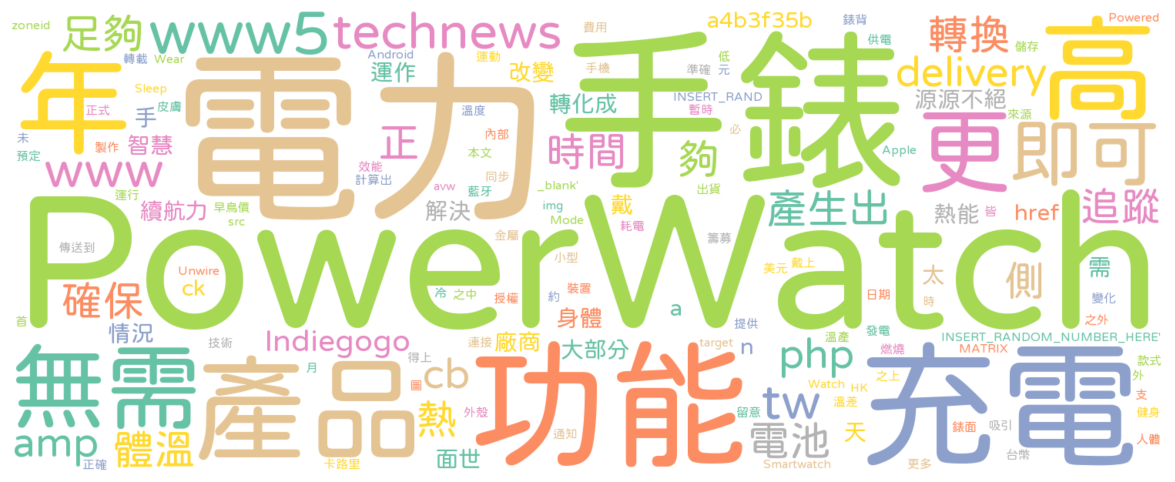 zoneid
足夠
www5
technews
費用
a4b3f35b
錶背
轉換
高
Powered
轉載
Wear
年
電力
Android
運作
運動
改變
手機
手錶
低
準確
元
供電
delivery
儲存
Sleep
正式
皮膚
手
溫度
轉化成
INSERT_RAND
暫時
源源不絕
來源
未
預定
製作
智慧
正
內部
時間
夠
必
更
即可
www
效能
計算出
本文
同步
Apple
運行
續航力
早鳥價
src
avw
藍牙
_blank'
img
戴
出貨
產生出
熱能
皆
href
追蹤
解決
Mode
耗電
傳送到
PowerWatch
金屬
小型
籌募
Unwire
ck
確保
冷
之中
授權
約
裝置
美元
戴上
太
側
需
日期
變化
時
首
情況
技術
身體
a
提供
溫產
發電
之外
Indiegogo
廠商
連接
大部分
target
n
php
燃燒
INSERT_RANDOM_NUMBER_HERE'
MATRIX
無需
產品
月
得上
圖
cb
功能
tw
Watch
HK
之上
溫差
充電
款式
外
支
amp
體溫
熱
外殼
留意
電池
天
錶面
吸引
健身
人體
正確
卡路里
面世
通知
Smartwatch
更多
台幣